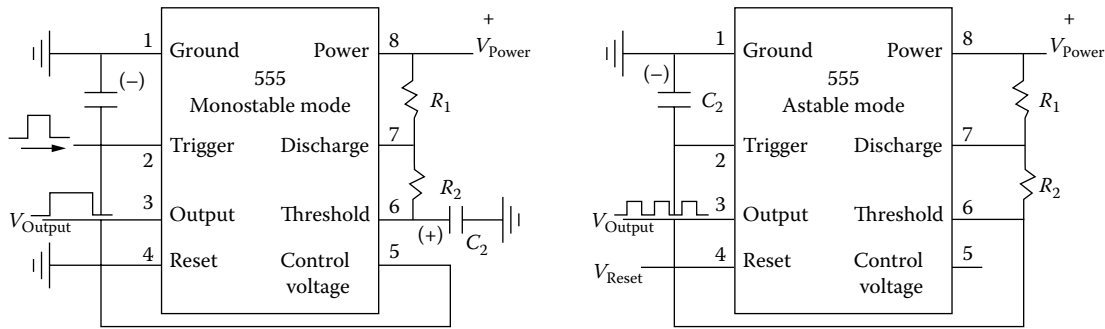 +
1 Ground Power 8 V_Power
(–) 555
Monostable mode R_1
Trigger Discharge 7
2
R_2
3 Output Threshold 6
V_Output (+) C_2
4 Reset Control voltage 5
+
1 Ground Power 8 V_Power
(–) 555
C_2 Astable mode R_1
Trigger Discharge 7
2
R_2
3 Output Threshold 6
V_Output
4 Reset Control voltage 5
V_Reset